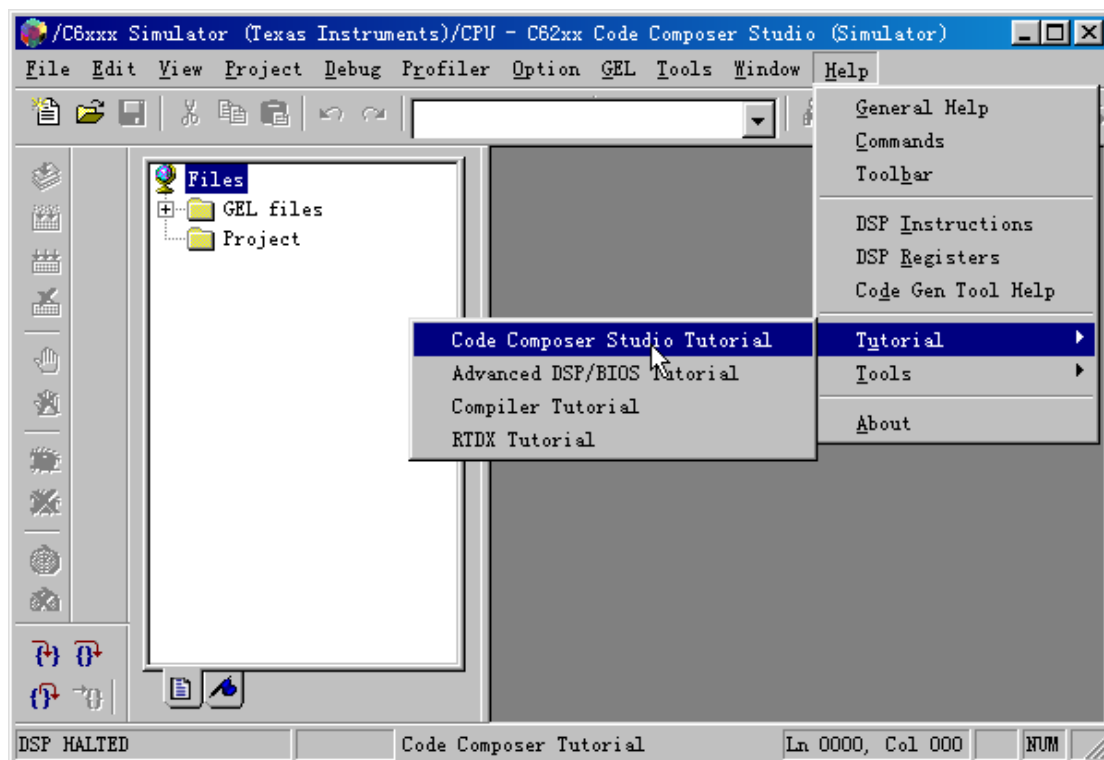 /C6xxx Simulator (Texas Instruments)/CPU - C62xx Code Composer Studio (Simulator)
File Edit View Project Debug Profiler Option GEL Tools Window Help
General Help
Commands
Toolbar
DSP Instructions
DSP Registers
Code Gen Tool Help
Tutorial
Tools
About
Files
GEL files
Project
Code Composer Studio Tutorial
Advanced DSP/BIOS Tutorial
Compiler Tutorial
RTDX Tutorial
DSP HALTED Code Composer Tutorial Ln 0000, Col 000 NUM